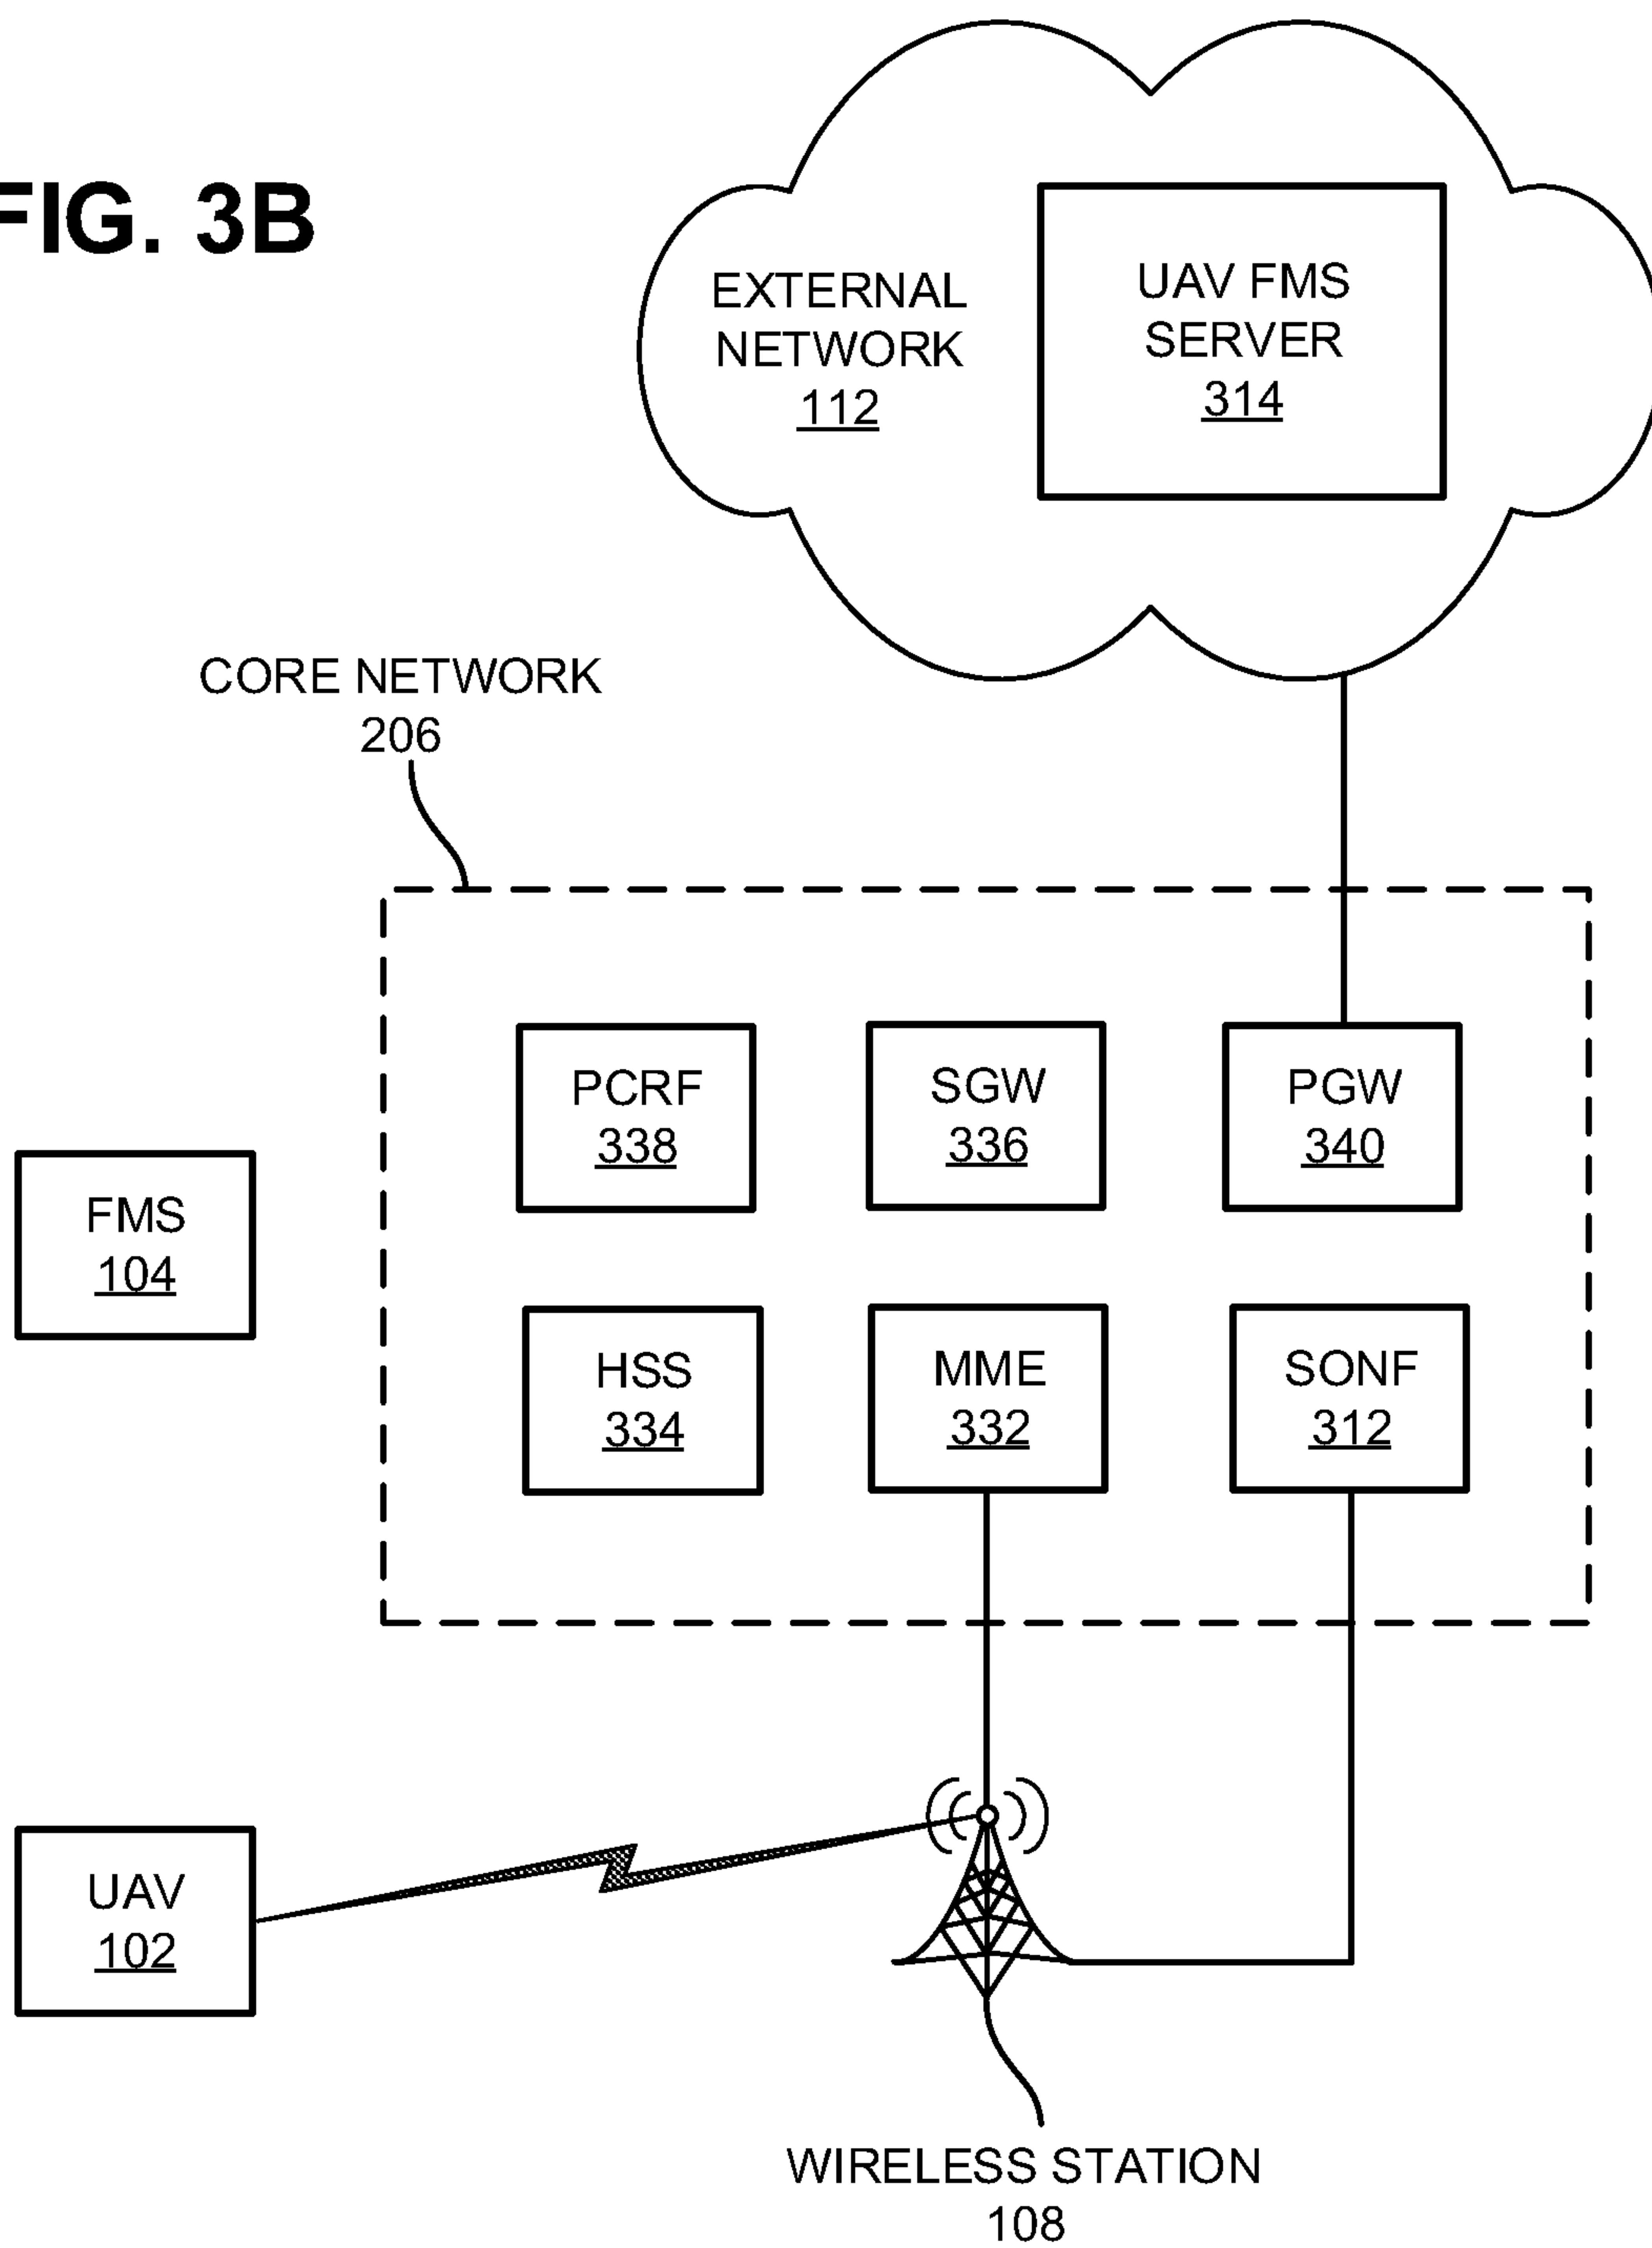 FIG. 3B
EXTERNAL
NETWORK
112
UAV FMS
SERVER
314
CORE NETWORK
206
PCRF
338
SGW
336
PGW
340
FMS
104
HSS
334
MME
332
SONF
312
UAV
102
WIRELESS STATION
108